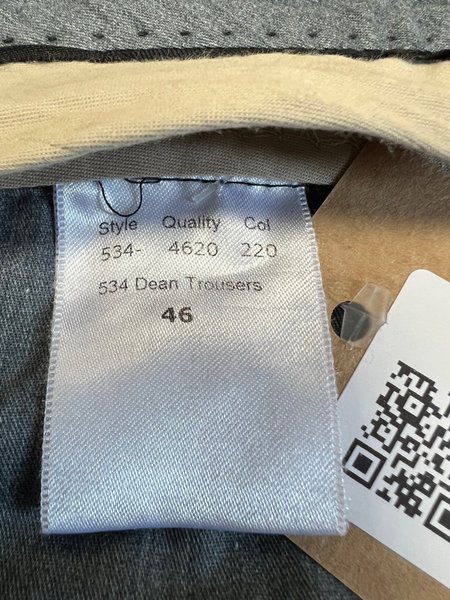 Style Quality Col
534- 4620 220
534 Dean Trousers
46